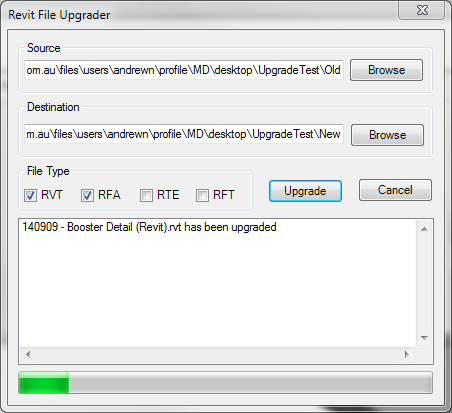 Revit File Upgrader
Source
om.au\files\users\andrewn\profile\MD\desktop\UpgradeTest\Old
Browse
Destination
m.au\files\users\andrewn\profile\MD\desktop\UpgradeTest\New
Browse
File Type
RVT RFA RTE RFT
Upgrade
Cancel
140909 - Booster Detail (Revit).rvt has been upgraded